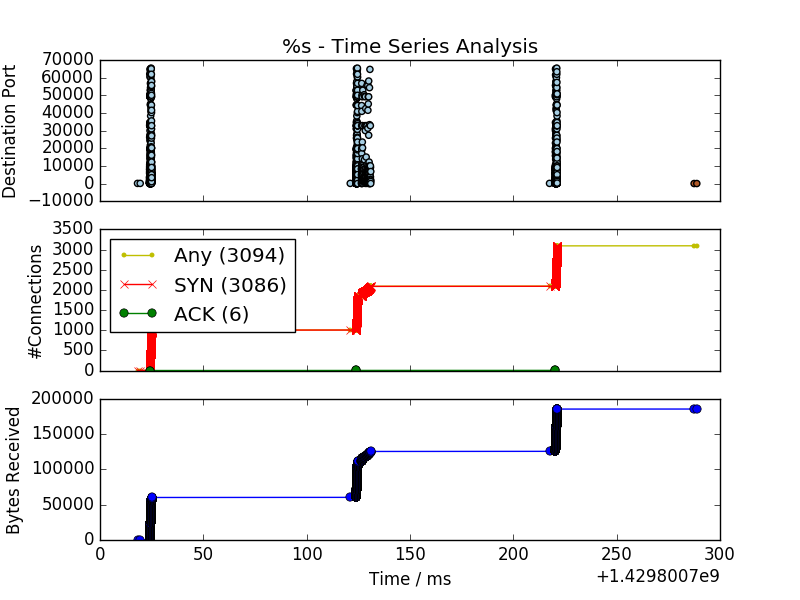 %s - Time Series Analysis
70000
60000
50000
40000
30000
20000
10000
0
−10000
Destination Port
3500
3000
2500
2000
1500
1000
500
0
#Connections
Any (3094)
SYN (3086)
ACK (6)
200000
150000
100000
50000
0
Bytes Received
0 50 100 150 200 250 300
Time / ms
+1.4298007e9